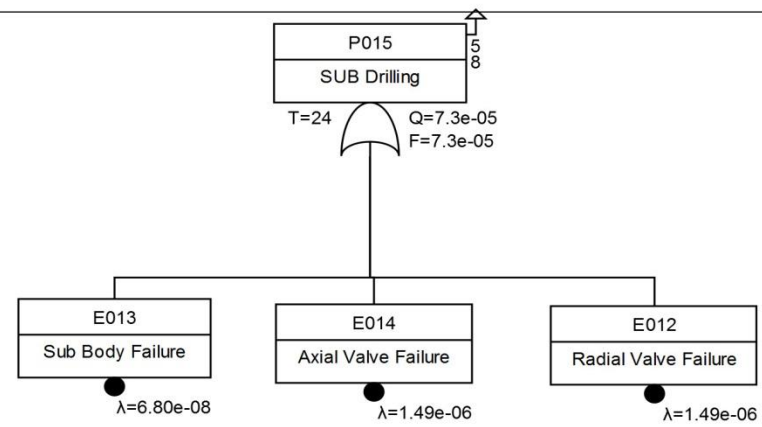 P015
5
8
SUB Drilling
T=24
Q=7.3e-05
F=7.3e-05
E013
Sub Body Failure
λ=6.80e-08
E014
Axial Valve Failure
λ=1.49e-06
E012
Radial Valve Failure
λ=1.49e-06